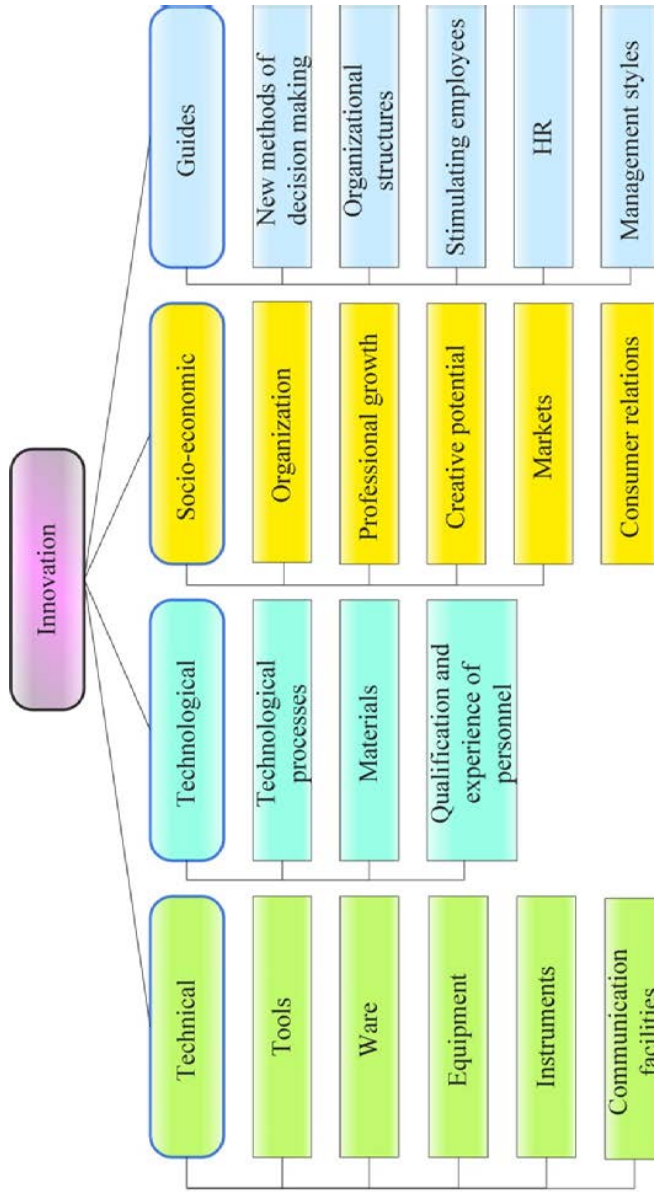 Innovation
Technical
Tools
Ware
Equipment
Instruments
Communication
facilities
Technological
Technological
processes
Materials
Qualification and
experience of
personnel
Socio-economic
Organization
Professional growth
Creative potential
Markets
Consumer relations
Guides
New methods of
decision making
Organizational
structures
Stimulating employees
HR
Management styles